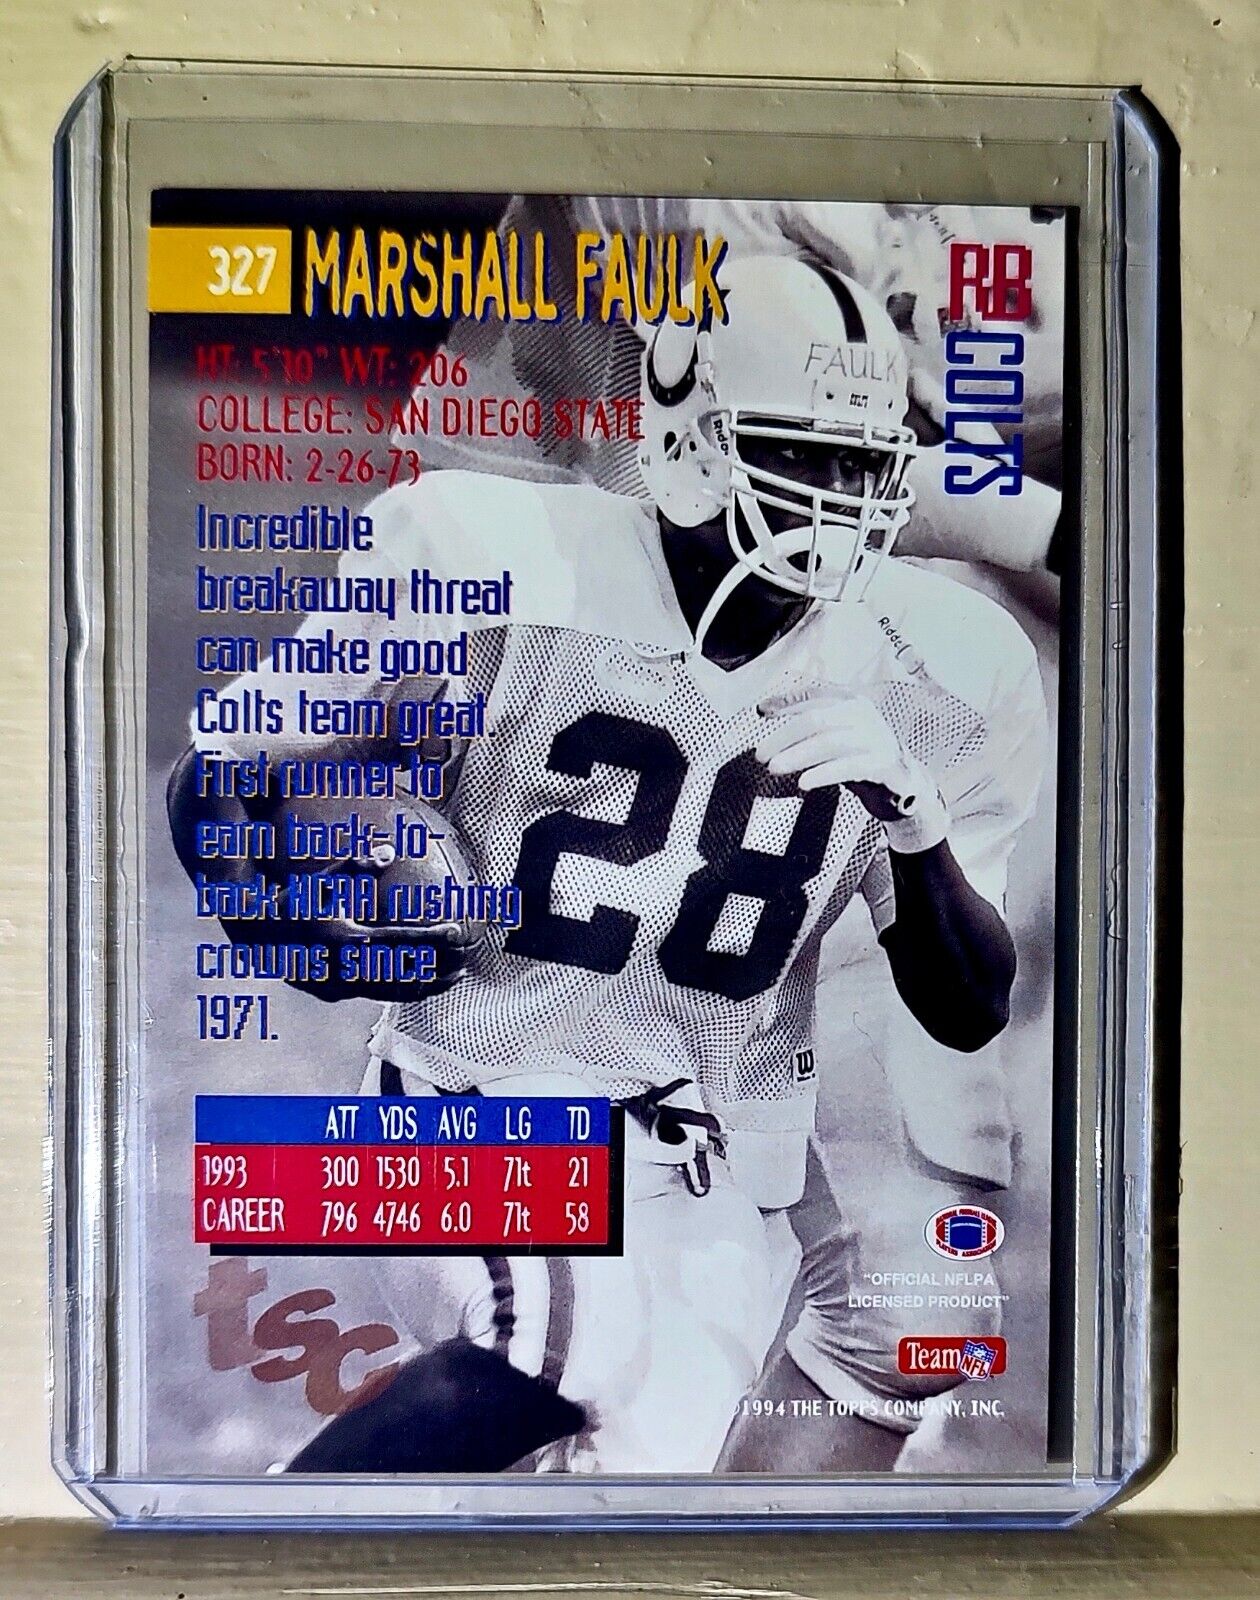 327 MARSHALL FAULK
RB
COLTS
HT: 5'10" WT: 206
COLLEGE: SAN DIEGO STATE
BORN: 2-26-73
FAULK
Riddell
Incredible
breakaway threat
can make good
Colts team great.
First runner to
earn back-to-
back NCAA rushing
crowns since
1971.
28
W
ATT YDS AVG LG TD
1993 300 1530 5.1 71t 21
CAREER 796 4746 6.0 71t 58
PLAYERS ASSOCIATION
"OFFICIAL NFLPA
LICENSED PRODUCT"
Team NFL
tsc
©1994 THE TOPPS COMPANY, INC.